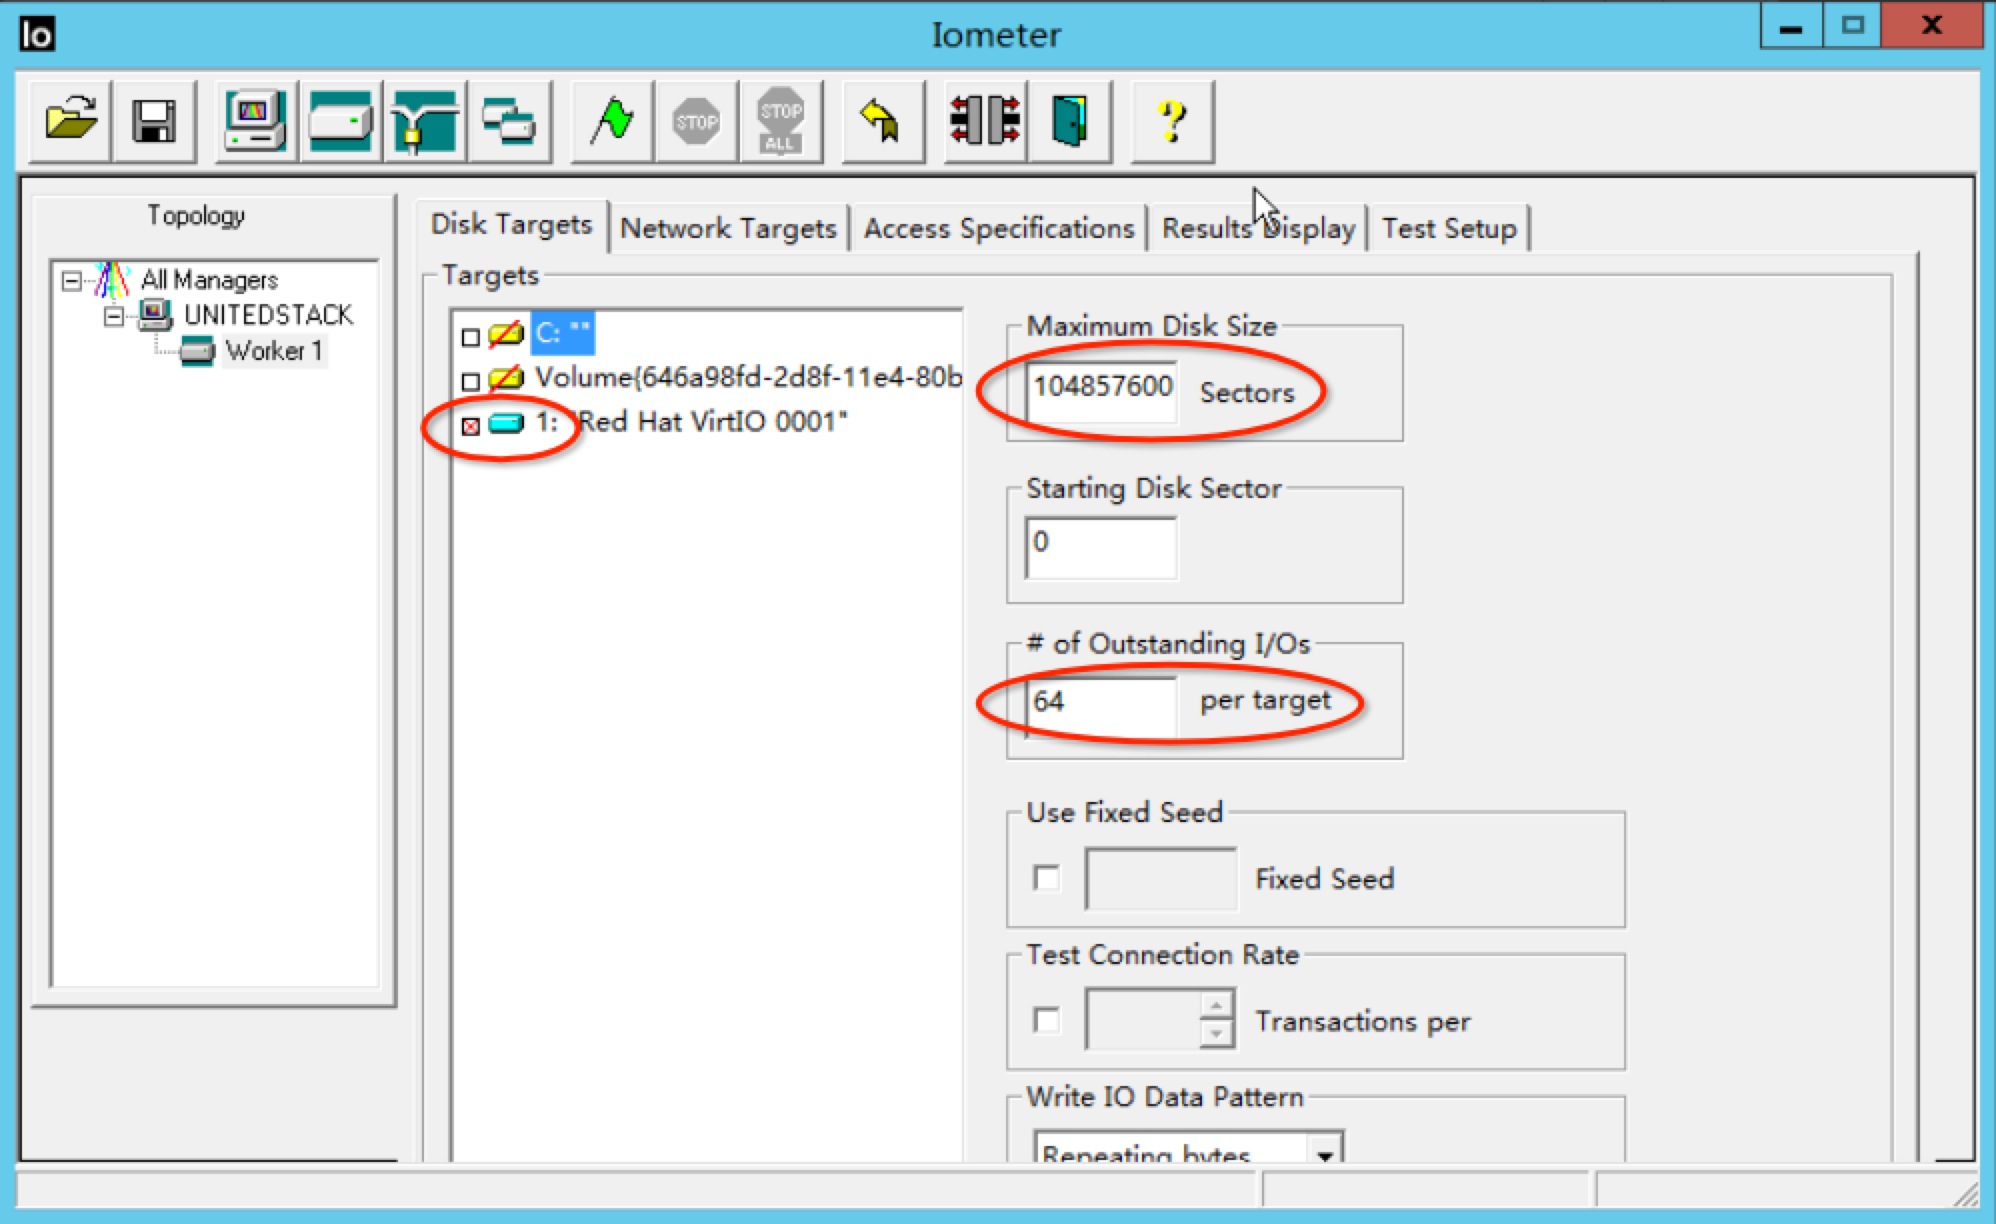 Io
Iometer
STOP
STOP
ALL
?
Topology
All Managers
UNITEDSTACK
Worker 1
Disk Targets
Network Targets
Access Specifications
Results Display
Test Setup
Targets
C: ""
Volume{646a98fd-2d8f-11e4-80b
1: "Red Hat VirtIO 0001"
Maximum Disk Size
104857600 Sectors
Starting Disk Sector
0
# of Outstanding I/Os
64 per target
Use Fixed Seed
Fixed Seed
Test Connection Rate
Transactions per
Write IO Data Pattern
Repeating bytes